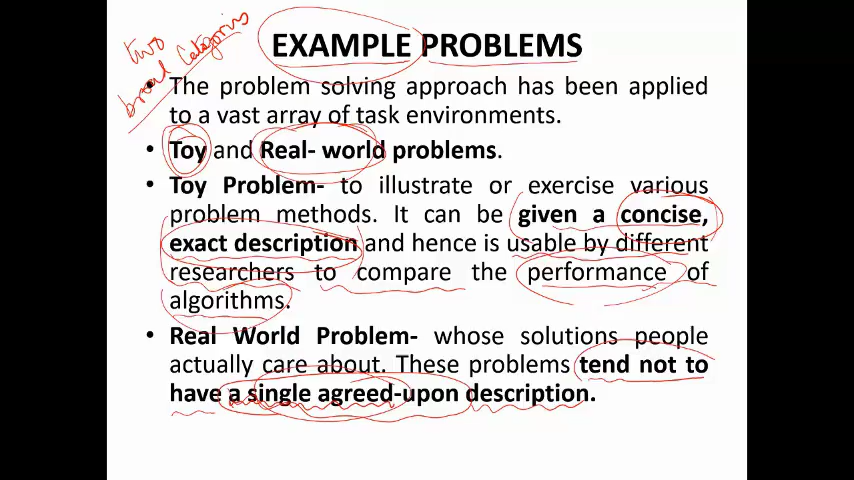 two
broad Categories
EXAMPLE PROBLEMS
The problem solving approach has been applied
to a vast array of task environments.
• Toy and Real- world problems.
• Toy Problem- to illustrate or exercise various
problem methods. It can be given a concise,
exact description and hence is usable by different
researchers to compare the performance of
algorithms.
• Real World Problem- whose solutions people
actually care about. These problems tend not to
have a single agreed-upon description.